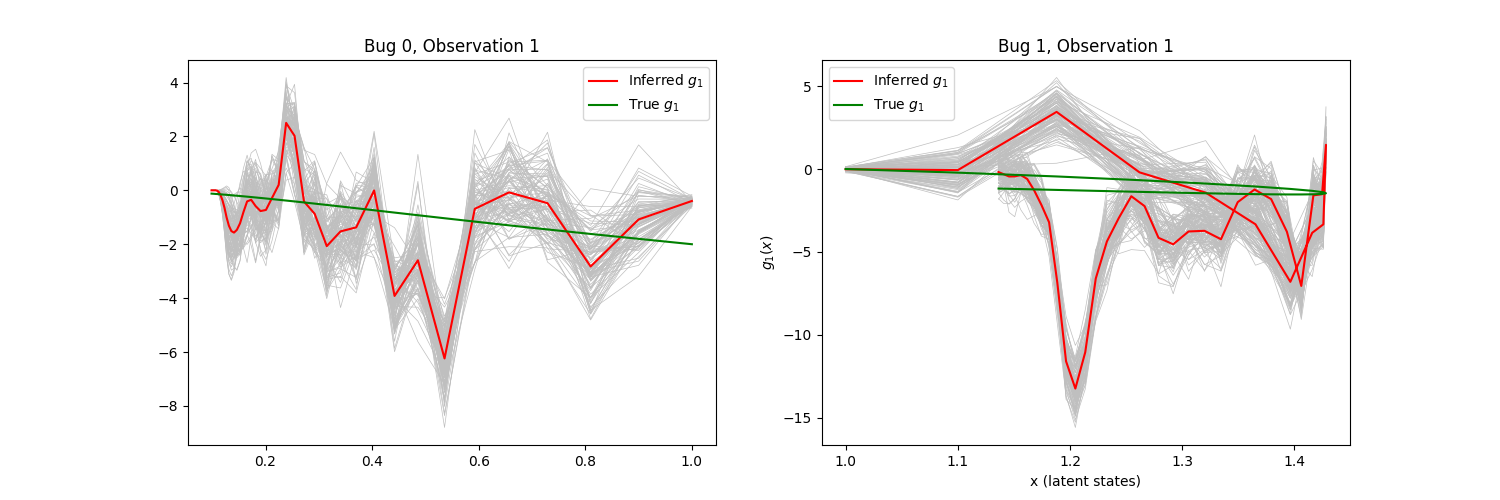 Bug 0, Observation 1
Inferred g₁
True g₁
4
2
0
−2
−4
−6
−8
0.2 0.4 0.6 0.8 1.0
Bug 1, Observation 1
Inferred g₁
True g₁
g₁(x)
5
0
−5
−10
−15
1.0 1.1 1.2 1.3 1.4
x (latent states)